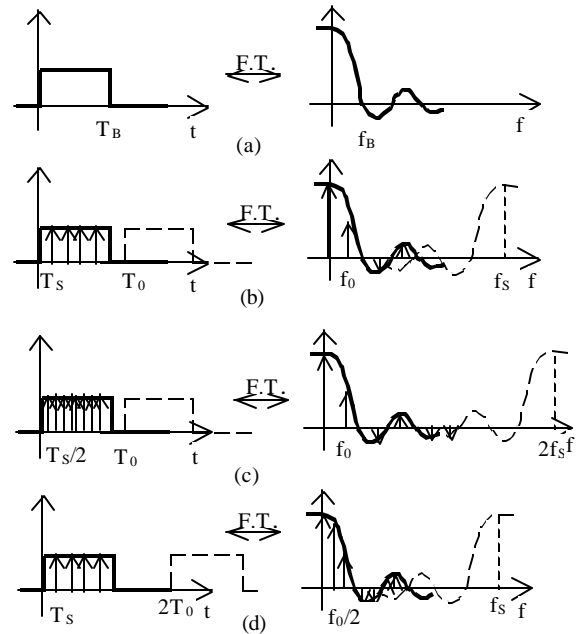 F.T.
T_B t f_B f
(a)
F.T.
T_S T_0 t f_0 f_S f
(b)
F.T.
T_S/2 T_0 t f_0 2f_S f
(c)
F.T.
T_S 2T_0 t f_0/2 f_S f
(d)